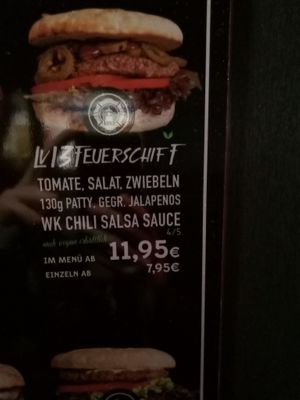 LV13 FEUERSCHIFF
TOMATE, SALAT, ZWIEBELN
130g PATTY, GEGR. JALAPENOS
WK CHILI SALSA SAUCE
4/5
auch vegan erhältlich
IM MENÜ AB 11,95€
EINZELN AB 7,95€